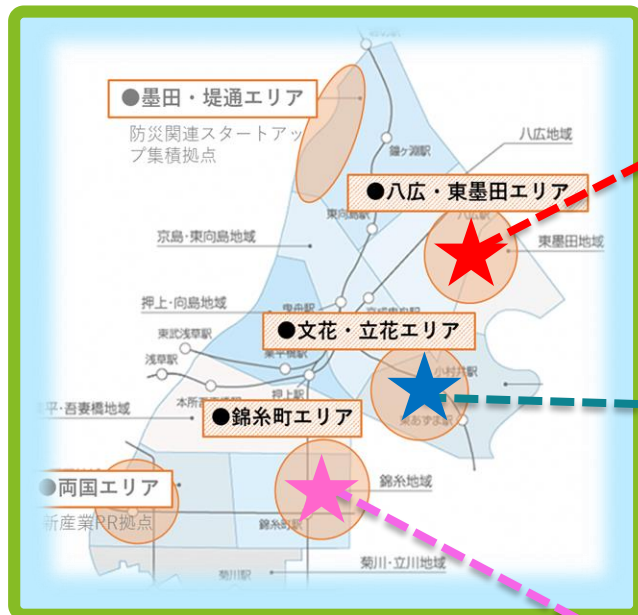 ●墨田・堤通エリア
防災関連スタートアッ
プ集積拠点
鐘ヶ淵駅
八広地域
●八広・東墨田エリア
八広駅
東向島駅
京島・東向島地域
東墨田地域
押上・向島地域
曳舟駅
●文花・立花エリア
東武浅草駅
浅草駅
業平橋駅
小村井駅
押上駅
本所吾妻橋駅
東あずま駅
平・吾妻橋地域
●錦糸町エリア
●両国エリア
錦糸地域
新産業PR拠点
錦糸町駅
菊川・立川地域
菊川駅